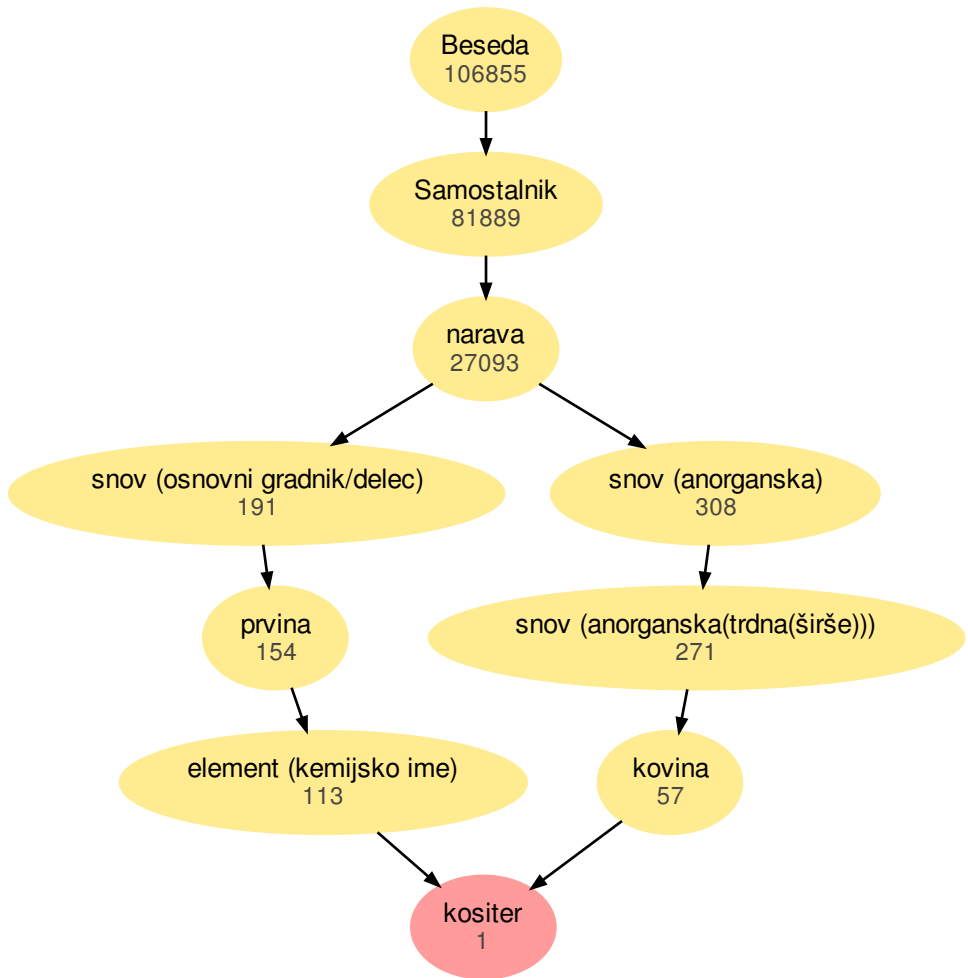 Beseda
106855
Samostalnik
81889
narava
27093
snov (osnovni gradnik/delec)
191
snov (anorganska)
308
prvina
154
snov (anorganska(trdna(širše)))
271
element (kemijsko ime)
113
kovina
57
kositer
1